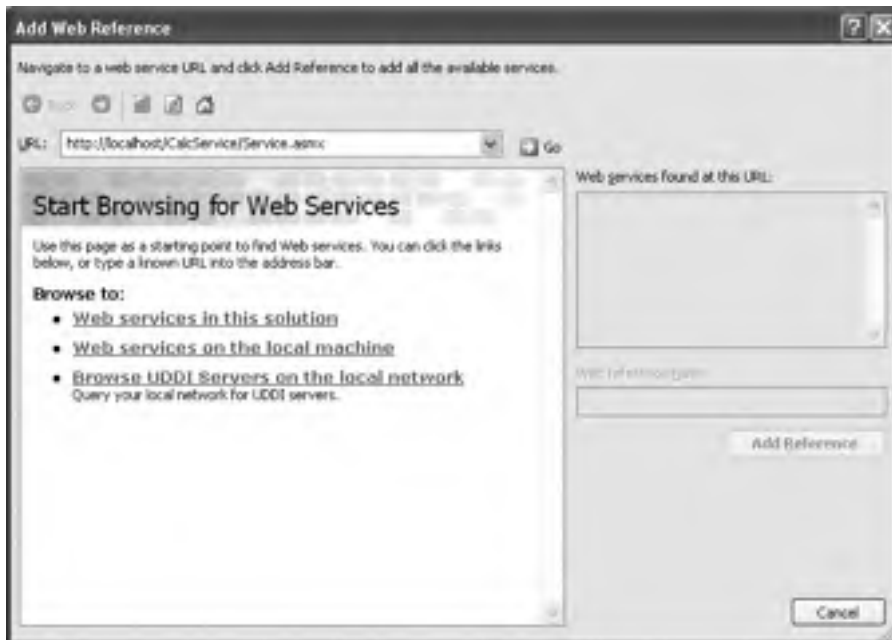 Add Web Reference
Navigate to a web service URL and click Add Reference to add all the available services.
Back
URL: http://localhost/CalcService/Service.asmx Go
Start Browsing for Web Services
Use this page as a starting point to find Web services. You can click the links
below, or type a known URL into the address bar.
Browse to:
• Web services in this solution
• Web services on the local machine
• Browse UDDI Servers on the local network
Query your local network for UDDI servers.
Web services found at this URL:
Web reference name:
Add Reference
Cancel